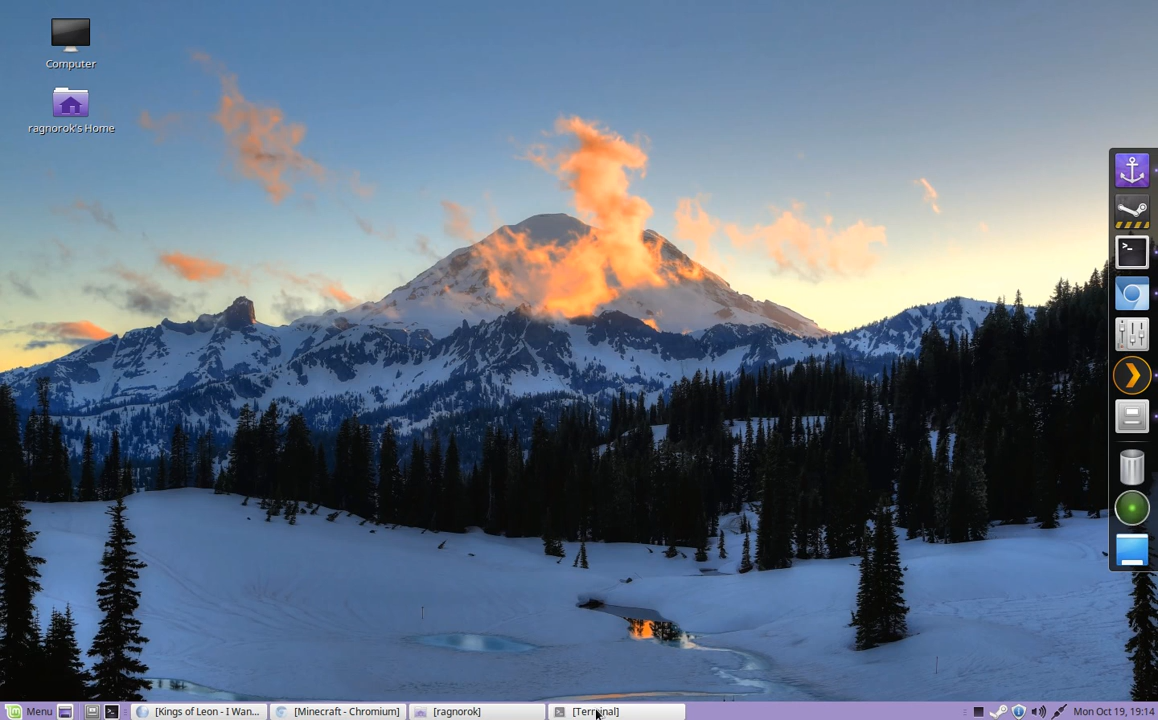 Computer
ragnorok's Home
Menu
[Kings of Leon - I Wan...
[Minecraft - Chromium]
[ragnorok]
[Terminal]
Mon Oct 19, 19:14